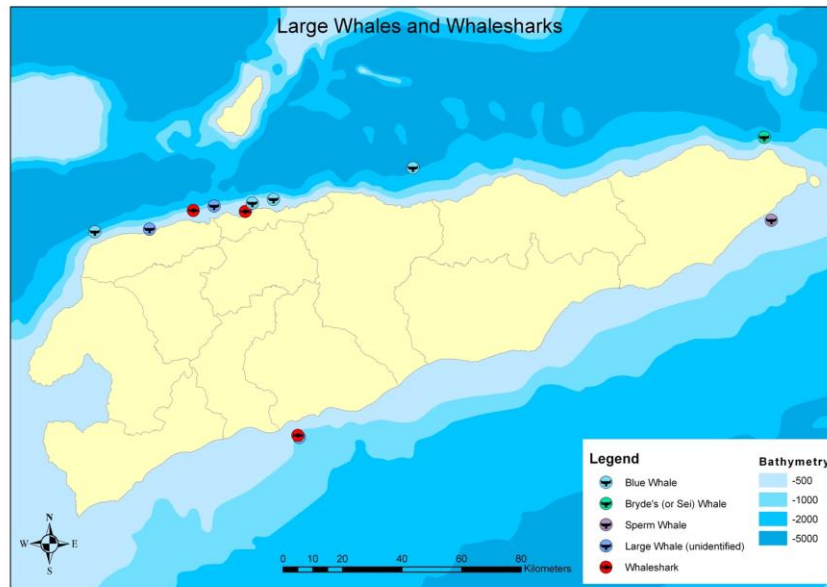 Large Whales and Whalesharks
N
W E
S
0 20 40 60 80
Kilometers
Legend
Blue Whale
Bryde's (or Sei) Whale
Sperm Whale
Large Whale (unidentified)
Whaleshark
Bathymetry
-500
-1000
-2000
-5000